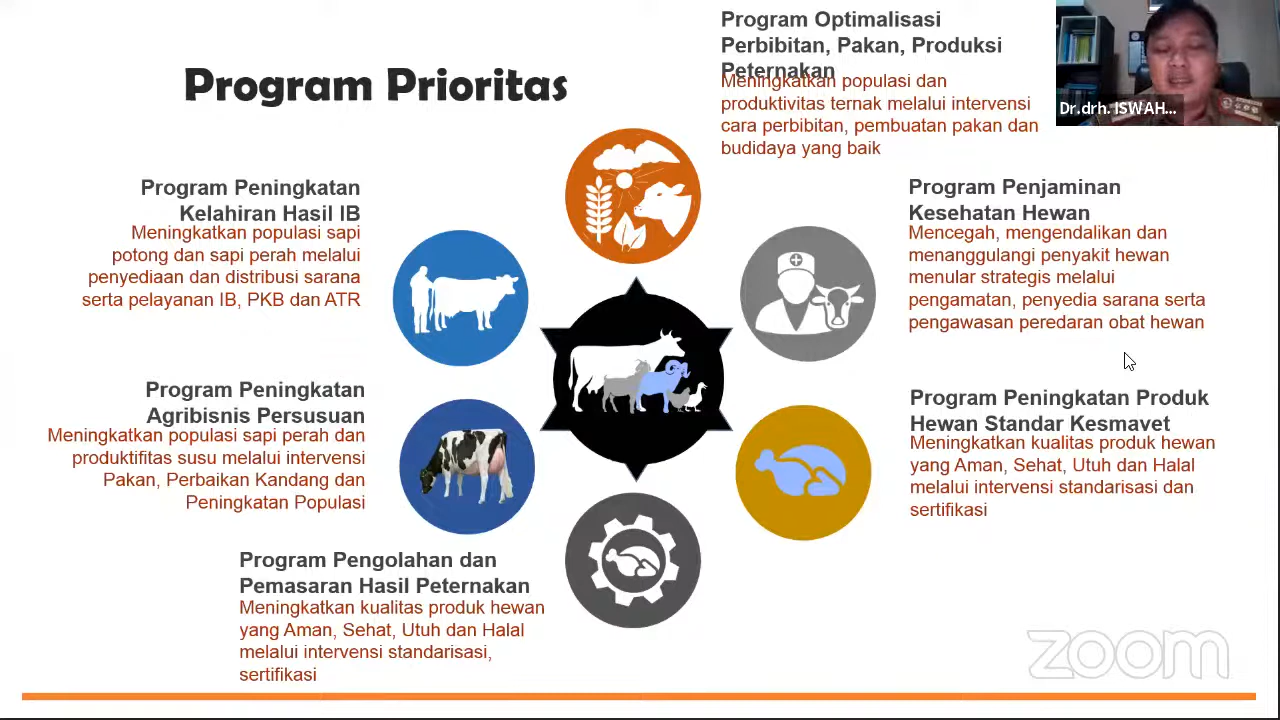 Program Prioritas
Program Optimalisasi
Perbibitan, Pakan, Produksi
Peternakan
Meningkatkan populasi dan
produktivitas ternak melalui intervensi
cara perbibitan, pembuatan pakan dan
budidaya yang baik
Dr.drh. ISWAH...
Program Peningkatan
Kelahiran Hasil IB
Meningkatkan populasi sapi
potong dan sapi perah melalui
penyediaan dan distribusi sarana
serta pelayanan IB, PKB dan ATR
Program Penjaminan
Kesehatan Hewan
Mencegah, mengendalikan dan
menanggulangi penyakit hewan
menular strategis melalui
pengamatan, penyedia sarana serta
pengawasan peredaran obat hewan
Program Peningkatan
Agribisnis Persusuan
Meningkatkan populasi sapi perah dan
produktifitas susu melalui intervensi
Pakan, Perbaikan Kandang dan
Peningkatan Populasi
Program Peningkatan Produk
Hewan Standar Kesmavet
Meningkatkan kualitas produk hewan
yang Aman, Sehat, Utuh dan Halal
melalui intervensi standarisasi dan
sertifikasi
Program Pengolahan dan
Pemasaran Hasil Peternakan
Meningkatkan kualitas produk hewan
yang Aman, Sehat, Utuh dan Halal
melalui intervensi standarisasi,
sertifikasi
zoom